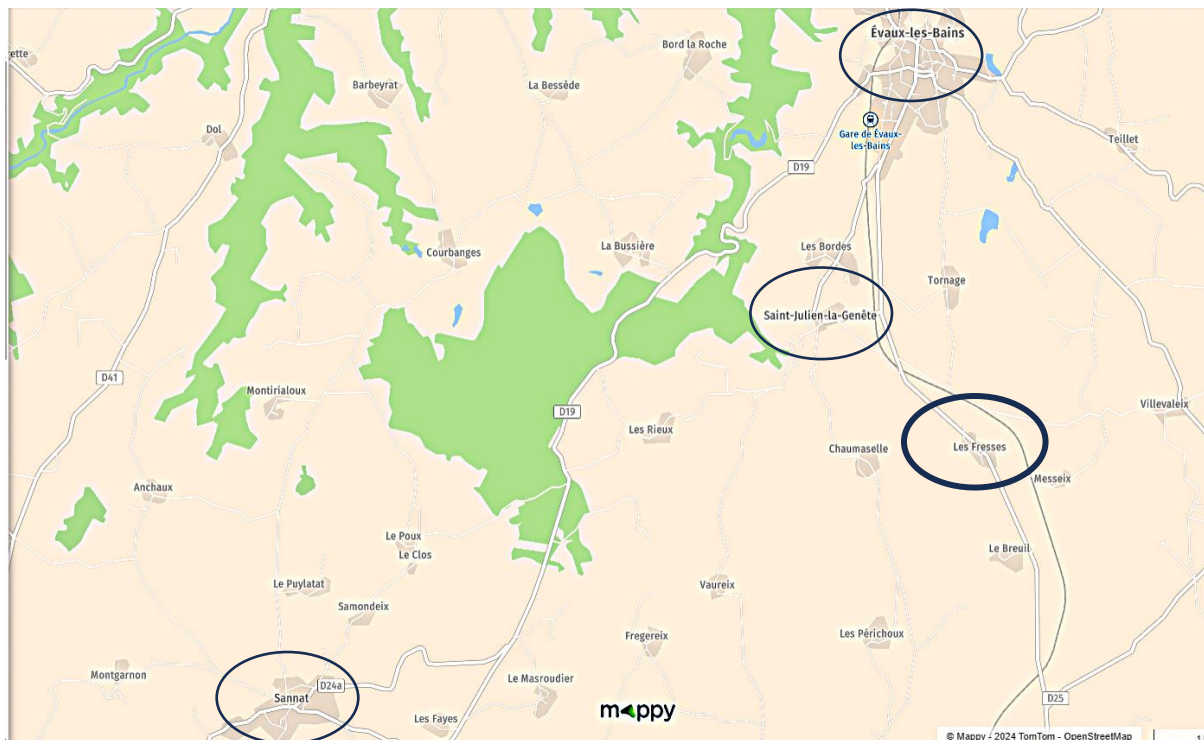 Évaux-les-Bains
Bord la Roche
Barbeyrat
La Bessède
Gare de Évaux-
les-Bains
Dol
Teillet
D19
Courbanges
La Bussière
Les Bordes
Tornage
Saint-Julien-la-Genête
D41
Montirialoux
D19
Les Rieux
Villevaleix
Chaumaselle
Les Fresses
Messeix
Anchaux
Le Poux
Le Clos
Le Breuil
Le Puylatat
Vaureix
Samondeix
Fregereix
Les Périchoux
Montgarnon
Sannat
D24a
Le Masroudier
D25
Les Fayes
mappy
© Mappy - 2024 TomTom - OpenStreetMap